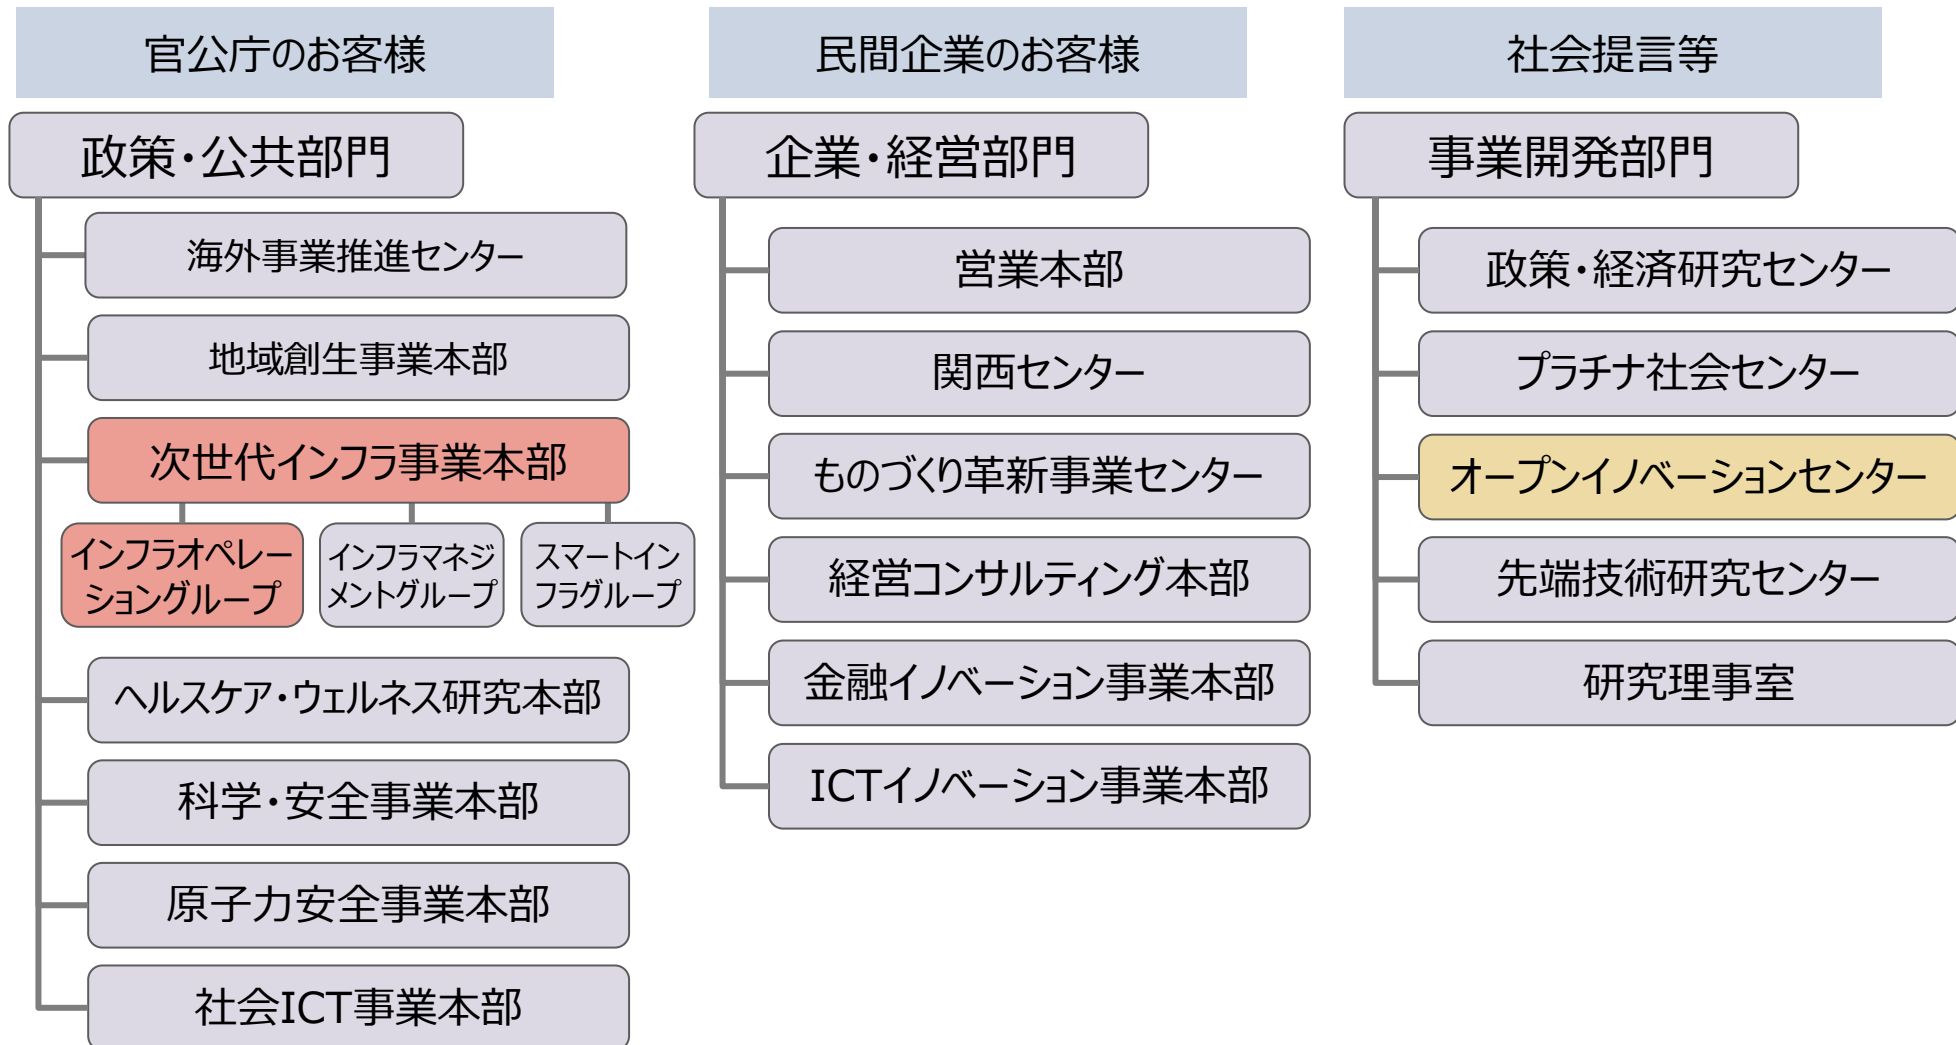 官公庁のお客様
政策・公共部門
海外事業推進センター
地域創生事業本部
次世代インフラ事業本部
インフラオペレー
ショングループ
インフラマネジ
メントグループ
スマートイン
フラグループ
ヘルスケア・ウェルネス研究本部
科学・安全事業本部
原子力安全事業本部
社会ICT事業本部
民間企業のお客様
企業・経営部門
営業本部
関西センター
ものづくり革新事業センター
経営コンサルティング本部
金融イノベーション事業本部
ICTイノベーション事業本部
社会提言等
事業開発部門
政策・経済研究センター
プラチナ社会センター
オープンイノベーションセンター
先端技術研究センター
研究理事室